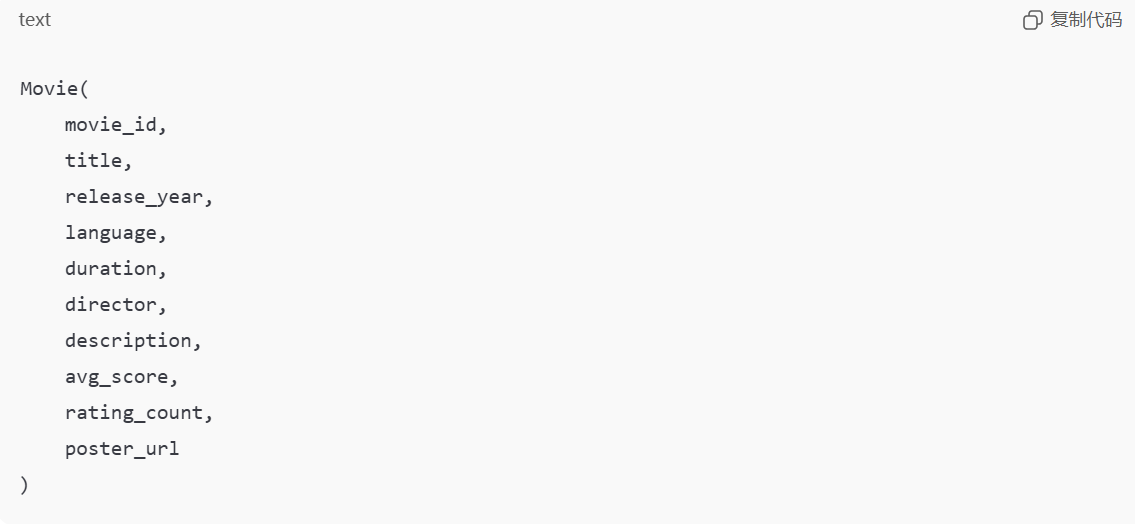 text
复制代码
Movie(
    movie_id,
    title,
    release_year,
    language,
    duration,
    director,
    description,
    avg_score,
    rating_count,
    poster_url
)